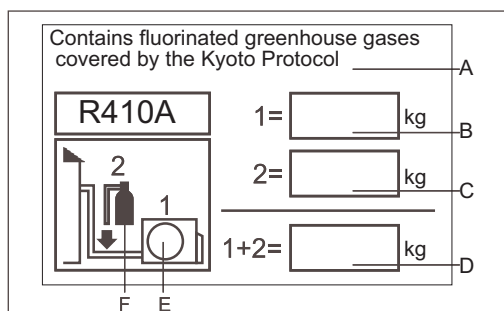 Contains fluorinated greenhouse gases
covered by the Kyoto Protocol
A
R410A
1=
kg
B
2
1
2=
kg
C
1+2=
kg
D
F
E